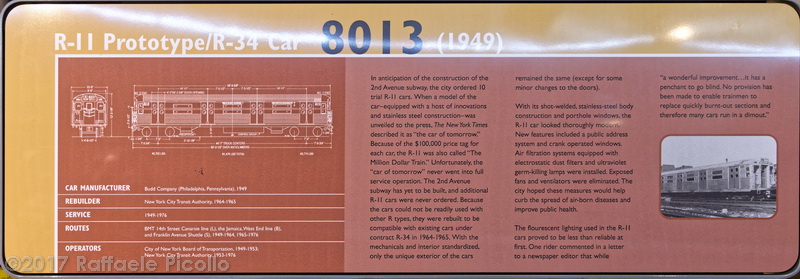 R-11 Prototype/R-34 Car 8013 (1949)
CAR MANUFACTURER Budd Company (Philadelphia, Pennsylvania), 1949
REBUILDER New York City Transit Authority, 1964-1965
SERVICE 1949-1976
ROUTES BMT 14th Street Canarsie line (L), the Jamaica, West End line (B),
and Franklin Avenue Shuttle (S), 1949-1964, 1965-1976
OPERATORS City of New York Board of Transportation, 1949-1953;
New York City Transit Authority, 1953-1976
In anticipation of the construction of the
2nd Avenue subway, the city ordered 10
trial R-11 cars. When a model of the
car–equipped with a host of innovations
and stainless steel construction–was
unveiled to the press, The New York Times
described it as "the car of tomorrow."
Because of the $100,000 price tag for
each car, the R-11 was also called "The
Million Dollar Train." Unfortunately, the
"car of tomorrow" never went into full
service operation. The 2nd Avenue
subway has yet to be built, and additional
R-11 cars were never ordered. Because
the cars could not be readily used with
other R types, they were rebuilt to be
compatible with existing cars under
contract R-34 in 1964-1965. With the
mechanicals and interior standardized,
only the unique exterior of the cars
remained the same (except for some
minor changes to the doors).
With its shot-welded, stainless-steel body
construction and porthole windows, the
R-11 car looked thoroughly modern.
New features included a public address
system and crank operated windows.
Air filtration systems equipped with
electrostatic dust filters and ultraviolet
germ-killing lamps were installed. Exposed
fans and ventilators were eliminated. The
city hoped these measures would help
curb the spread of air-born diseases and
improve public health.
The flourescent lighting used in the R-11
cars proved to be less than reliable at
first. One rider commented in a letter
to a newspaper editor that while
"a wonderful improvement...it has a
penchant to go blind. No provision has
been made to enable trainmen to
replace quickly burnt-out sections and
therefore many cars run in a dimout."
©2017 Raffaele Picollo